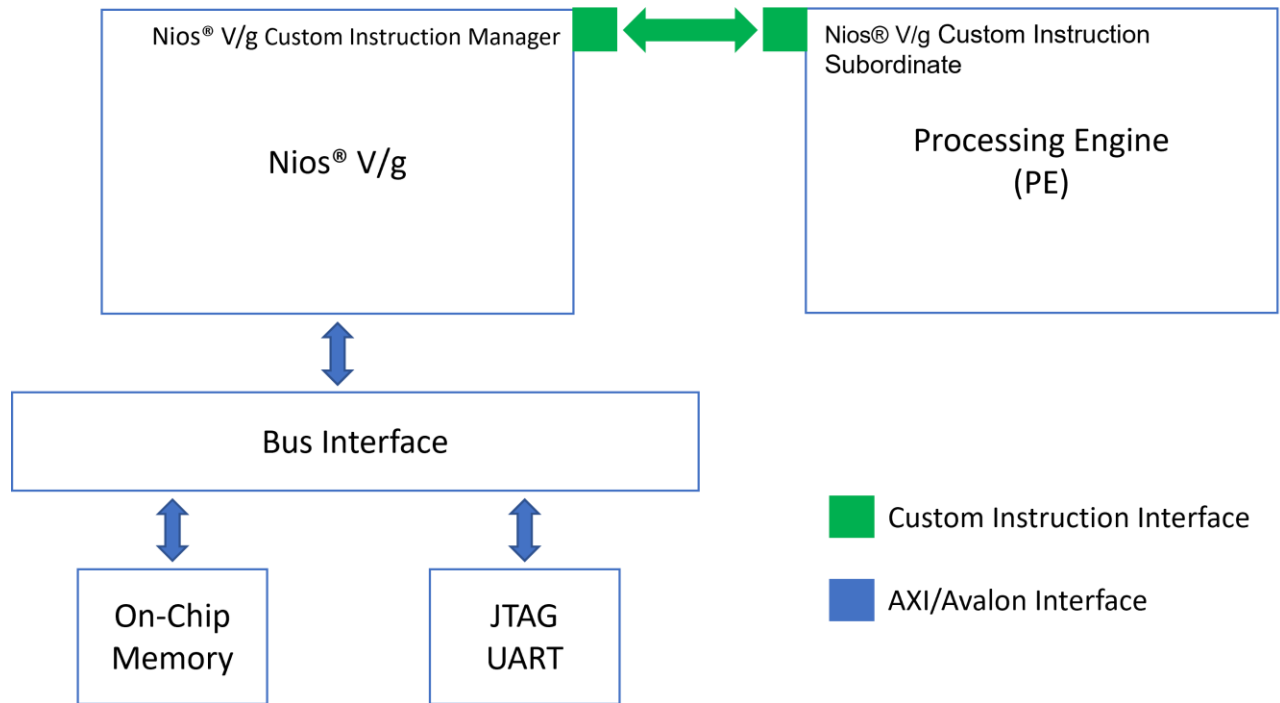 Nios® V/g Custom Instruction Manager
Nios® V/g
Nios® V/g Custom Instruction
Subordinate
Processing Engine
(PE)
Bus Interface
On-Chip
Memory
JTAG
UART
Custom Instruction Interface
AXI/Avalon Interface